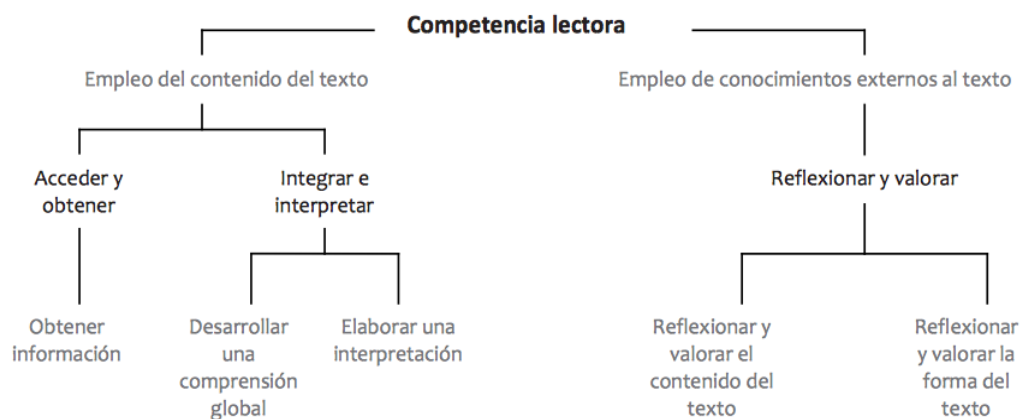 Competencia lectora
Empleo del contenido del texto
Empleo de conocimientos externos al texto
Acceder y
obtener
Integrar e
interpretar
Reflexionar y valorar
Obtener
información
Desarrollar
una
comprensión
global
Elaborar una
interpretación
Reflexionar y
valorar el
contenido del
texto
Reflexionar
y valorar la
forma del
texto